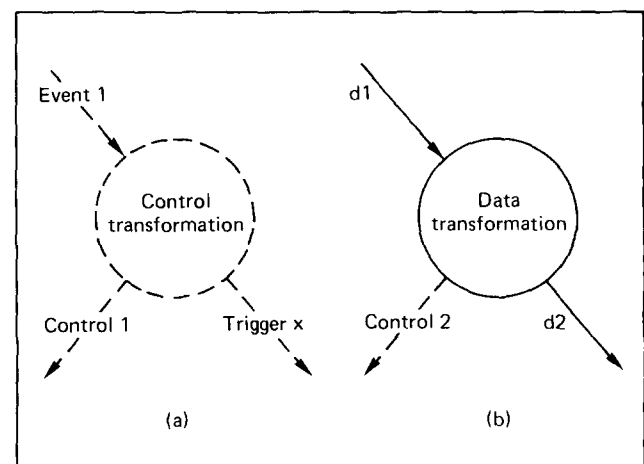 Event 1
Control
transformation
Control 1
Trigger x
(a)
d1
Data
transformation
Control 2
d2
(b)